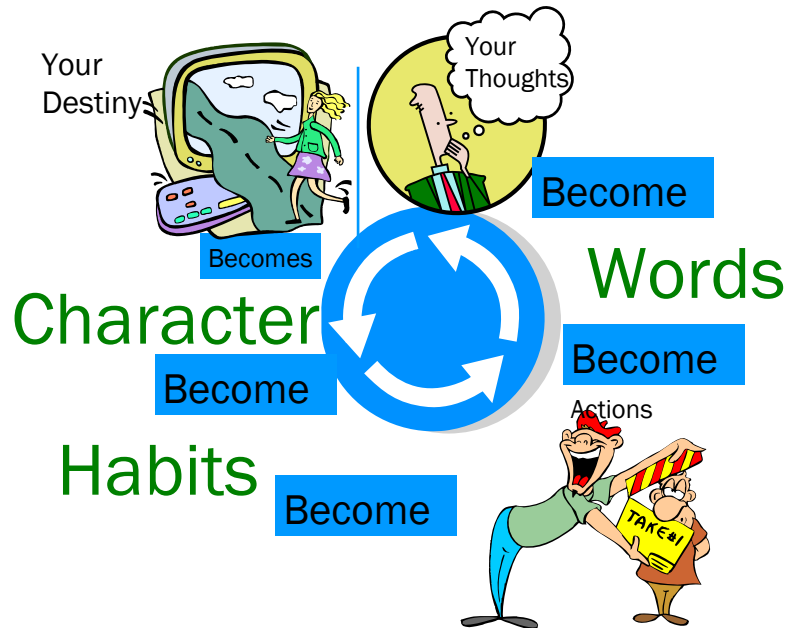 Your
Thoughts
Become
Words
Become
Actions
TAKE#1
Become
Habits
Become
Character
Becomes
Your
Destiny